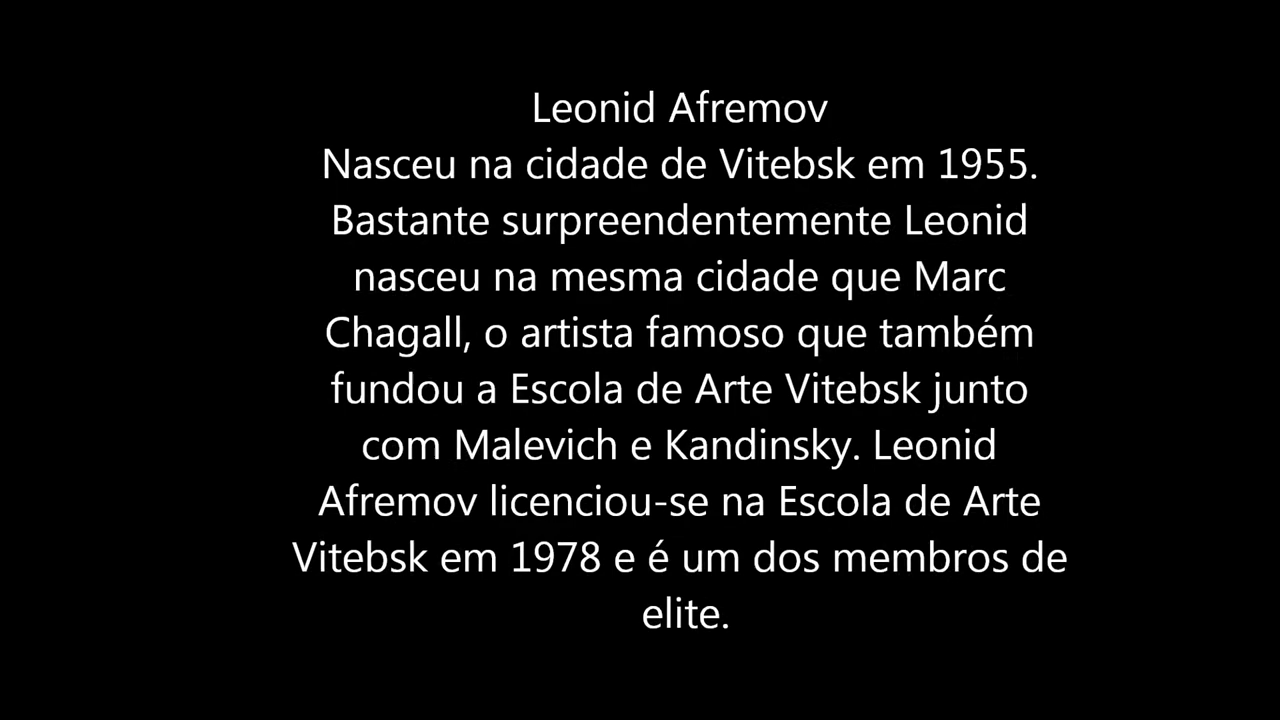 Leonid Afremov
Nasceu na cidade de Vitebsk em 1955.
Bastante surpreendentemente Leonid
nasceu na mesma cidade que Marc
Chagall, o artista famoso que também
fundou a Escola de Arte Vitebsk junto
com Malevich e Kandinsky. Leonid
Afremov licenciou-se na Escola de Arte
Vitebsk em 1978 e é um dos membros de
elite.